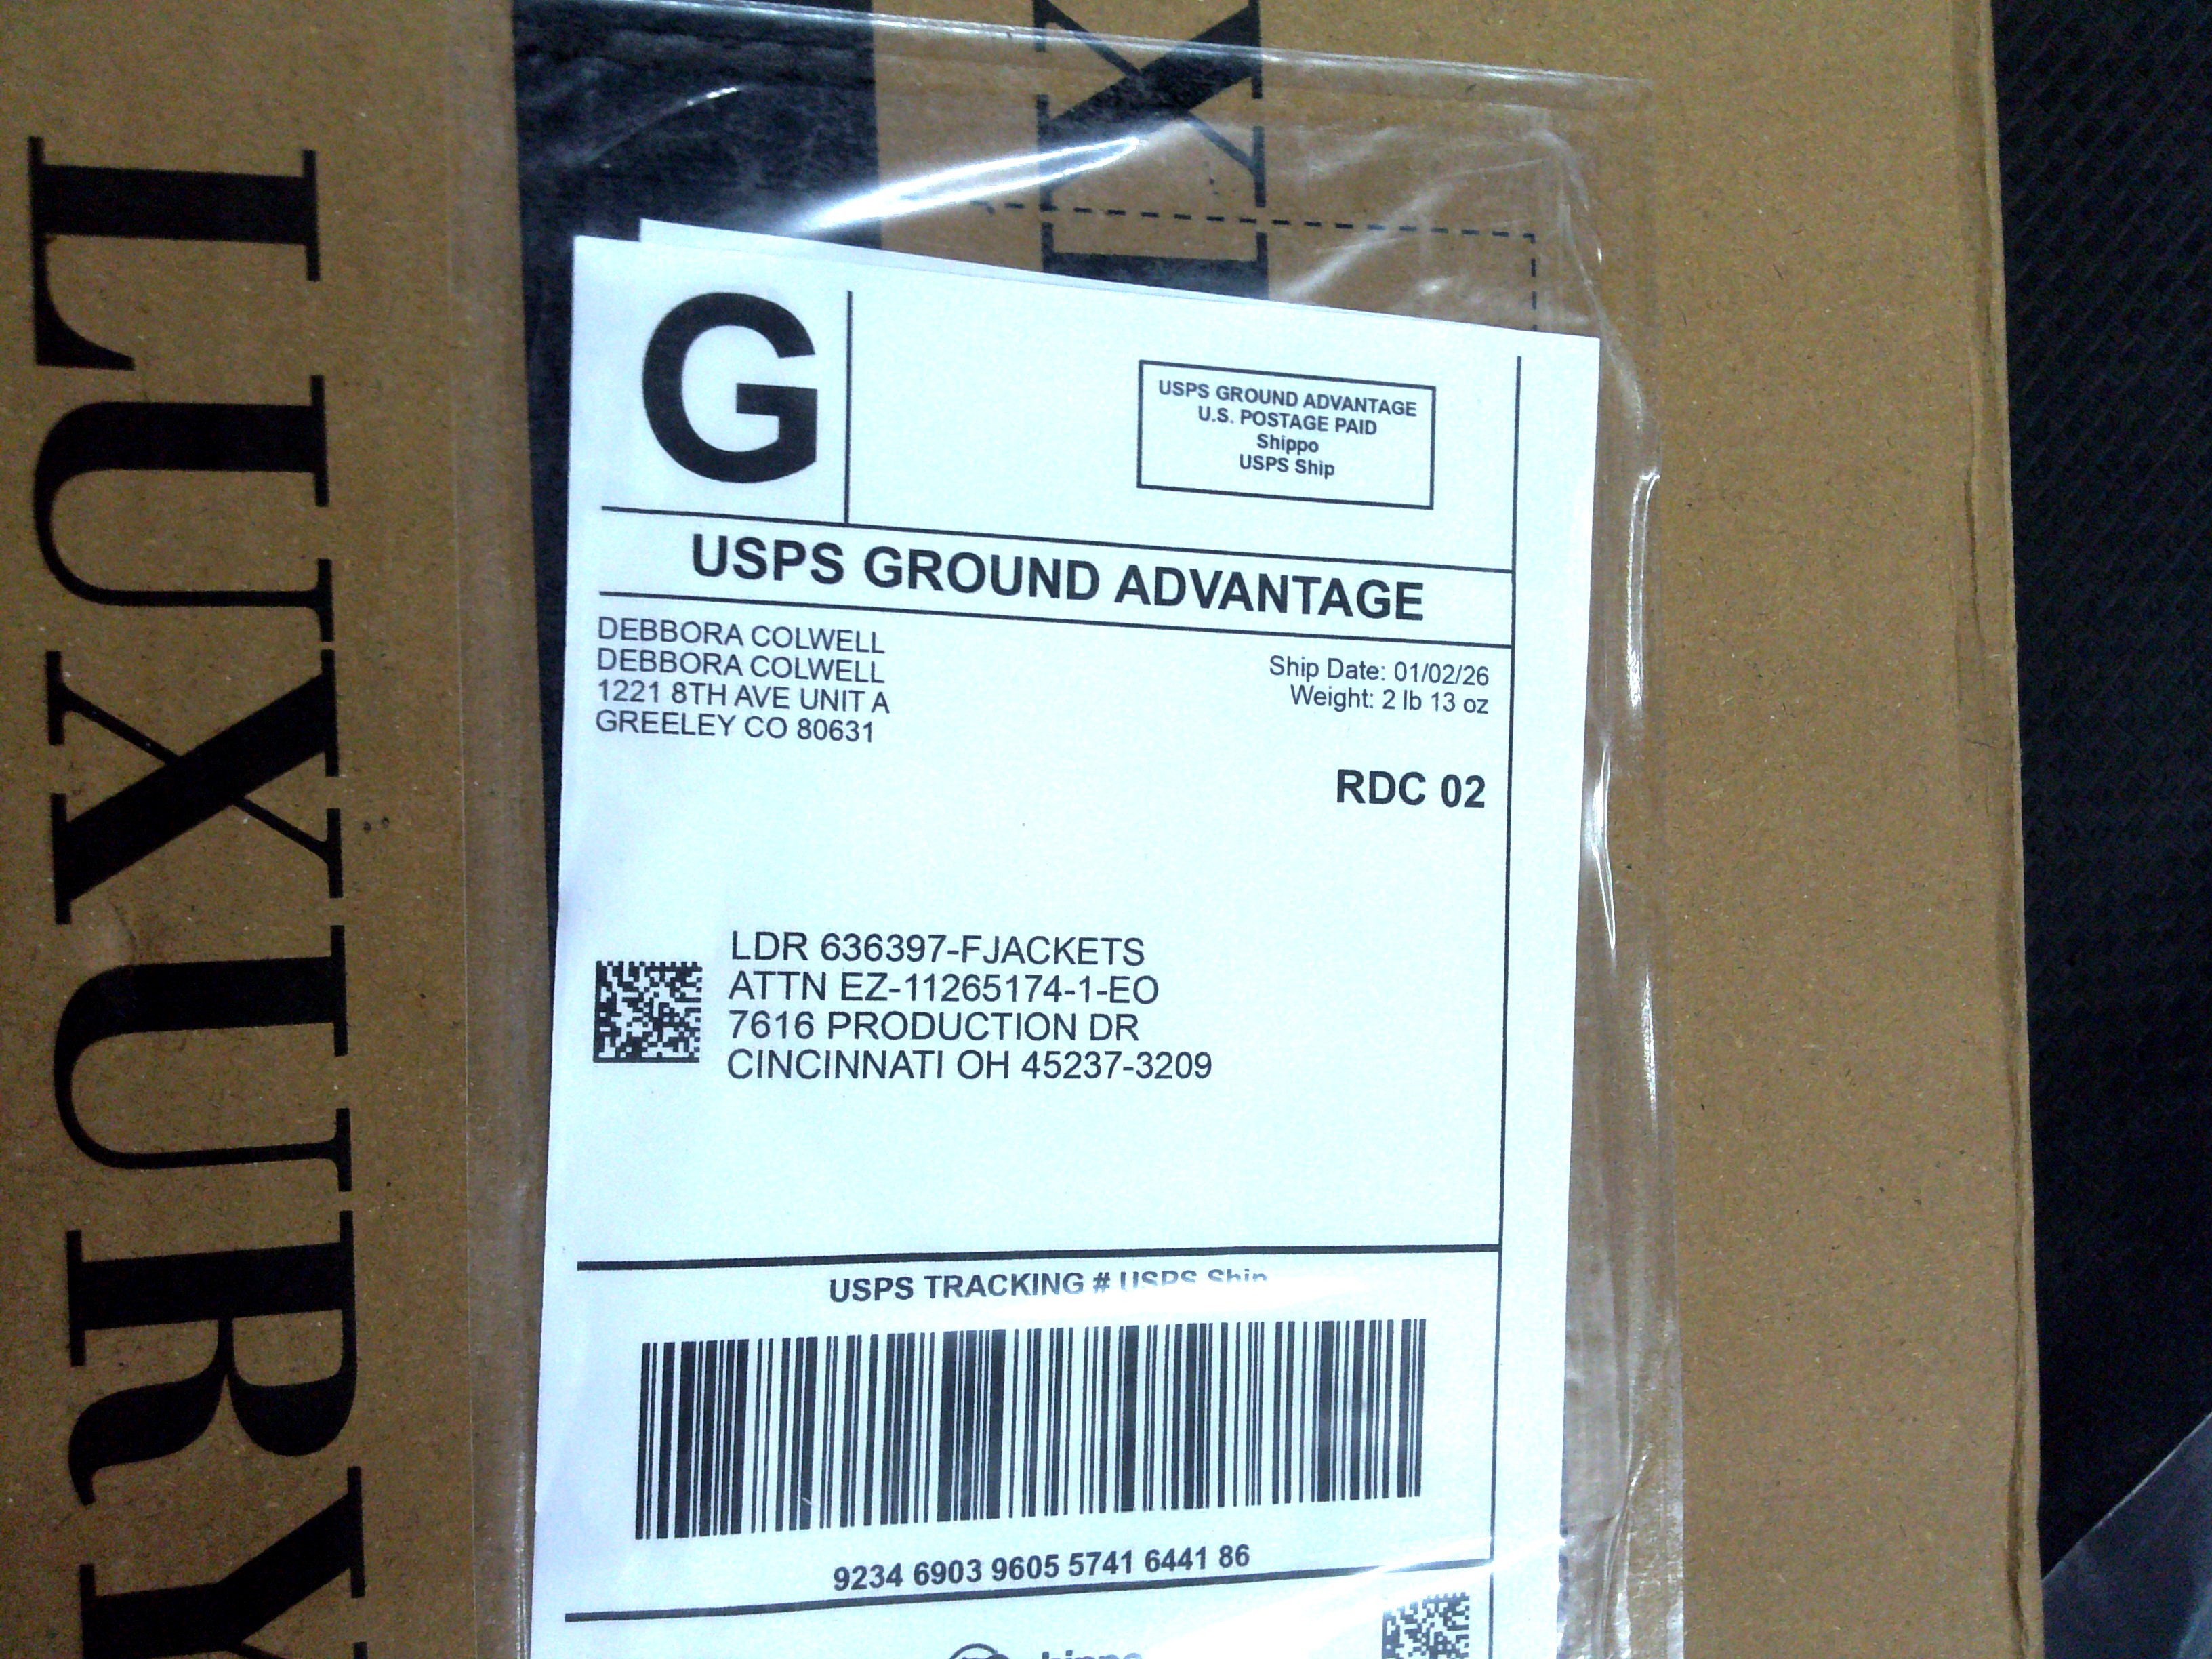 LUXURY
G
USPS GROUND ADVANTAGE
U.S. POSTAGE PAID
Shippo
USPS Ship
USPS GROUND ADVANTAGE
DEBBORA COLWELL
DEBBORA COLWELL
1221 8TH AVE UNIT A
GREELEY CO 80631
Ship Date: 01/02/26
Weight: 2 lb 13 oz
RDC 02
LDR 636397-FJACKETS
ATTN EZ-11265174-1-EO
7616 PRODUCTION DR
CINCINNATI OH 45237-3209
USPS TRACKING # USPS Ship
9234 6903 9605 5741 6441 86